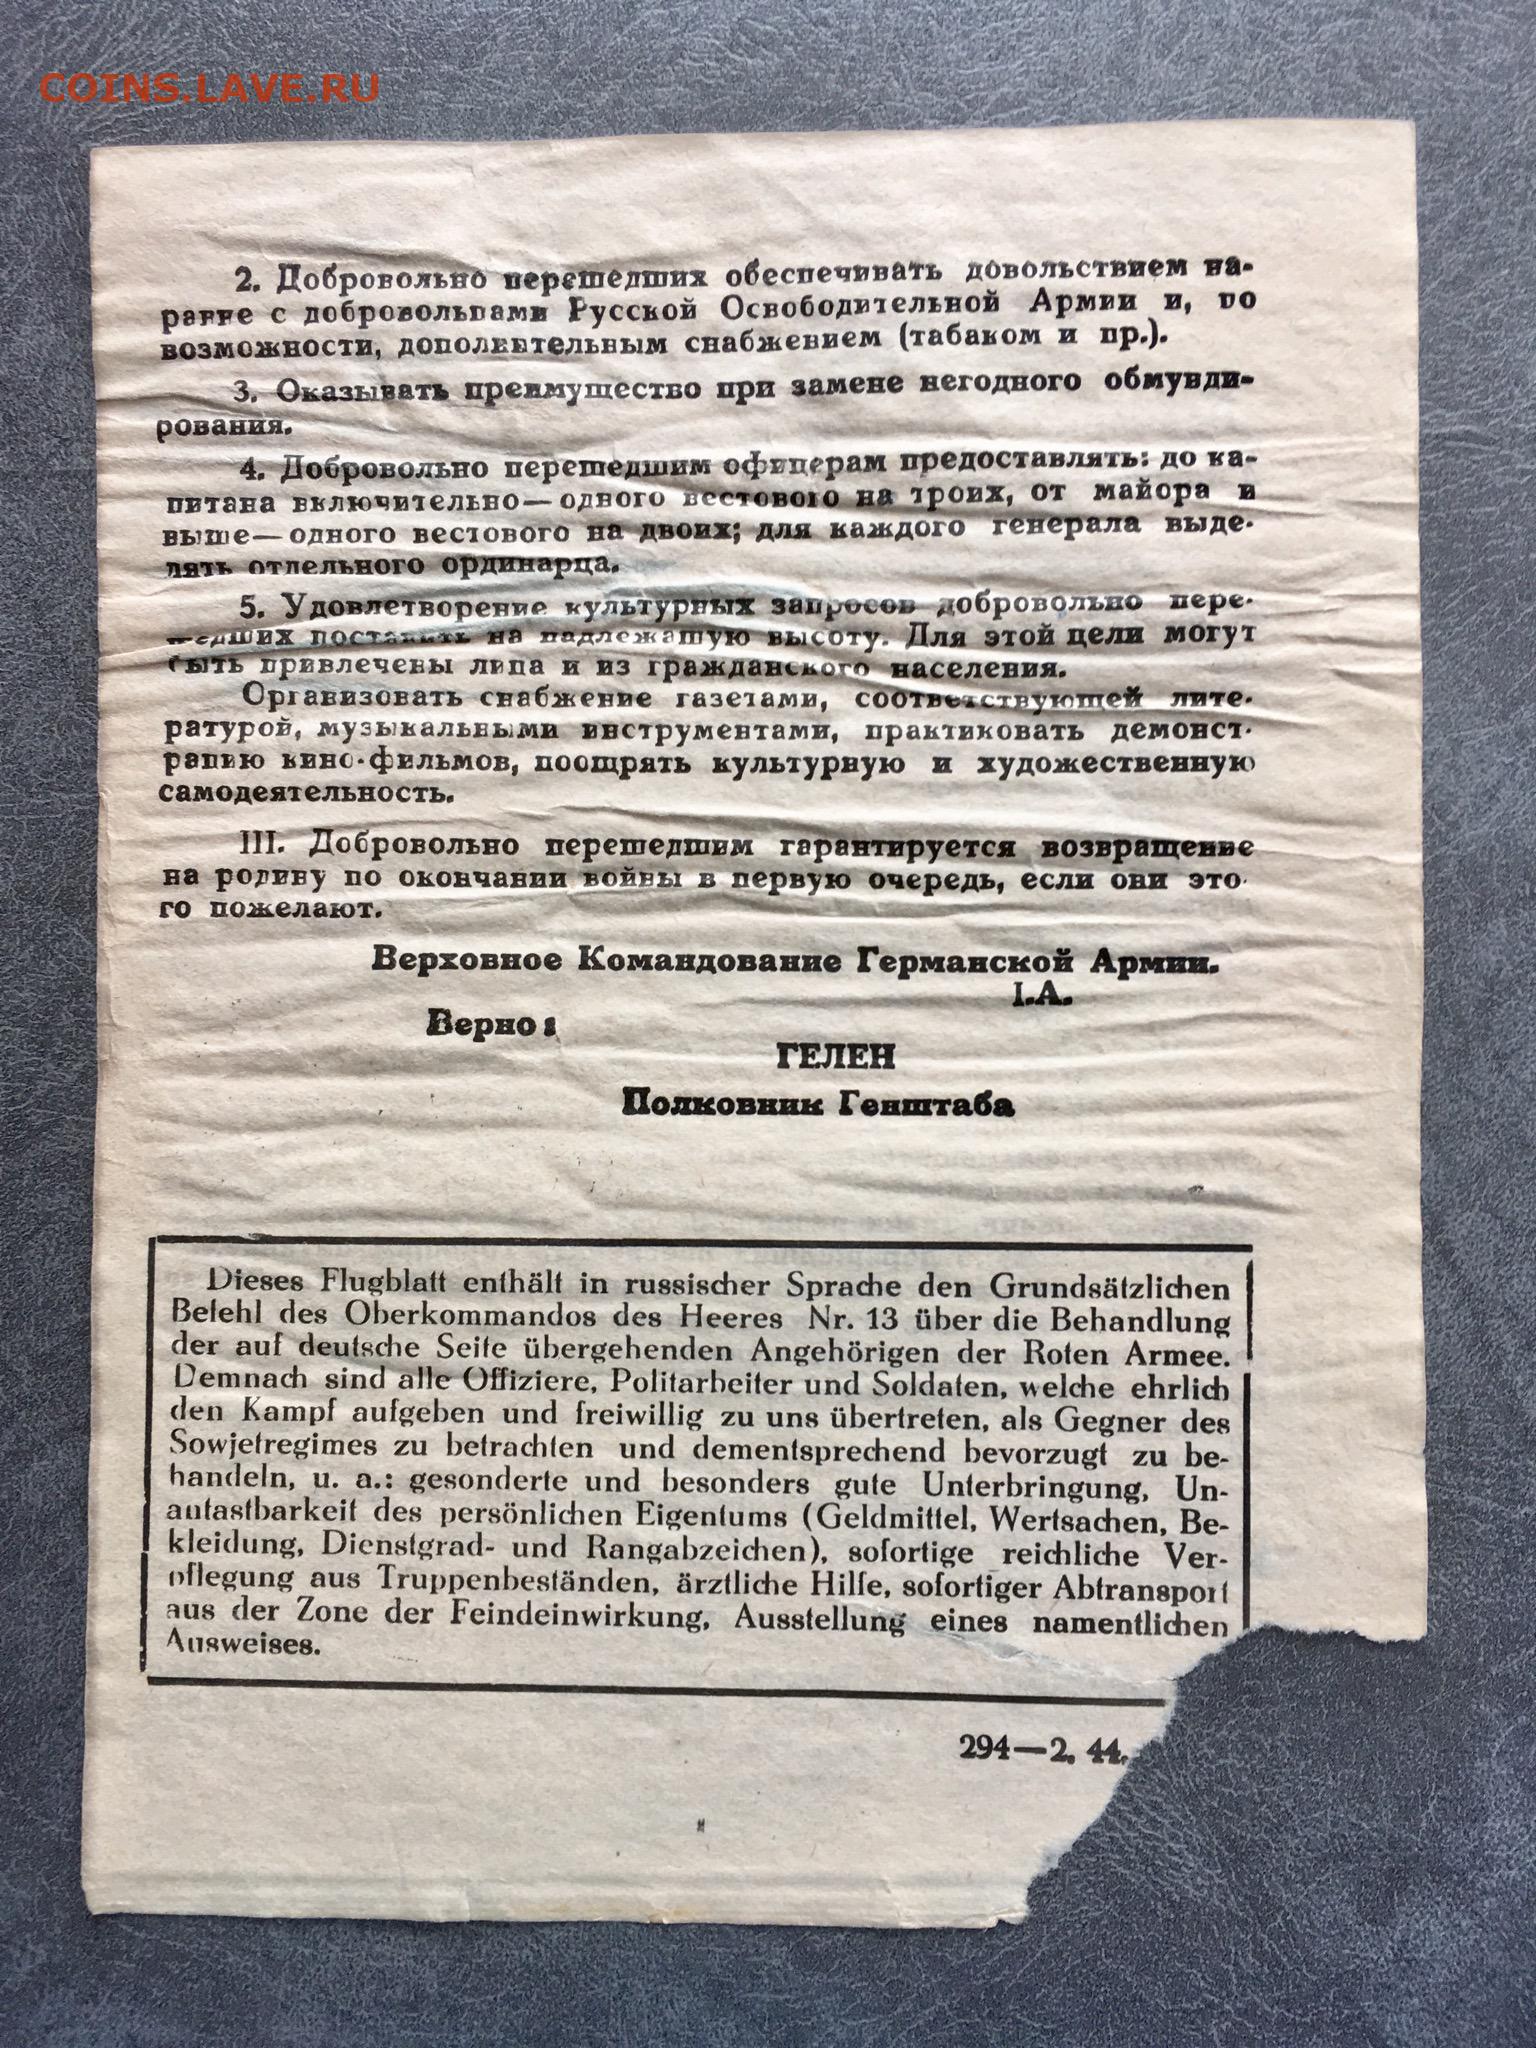 COINS.LAVE.RU
2. Добровольно перешедших обеспечивать довольствием на-
равне с добровольцами Русской Освободительной Армии и, по
возможности, дополнительным снабжением (табаком и пр.).
3. Оказывать преимущество при замене негодного обмунди-
рования.
4. Добровольно перешедшим офицерам предоставлять: до ка-
питана включительно—одного вестового на троих, от майора и
выше—одного вестового на двоих; для каждого генерала выде-
лять отдельного ординарца.
5. Удовлетворение культурных запросов добровольно пере-
шедших поставить на надлежащую высоту. Для этой цели могут
быть привлечены лица и из гражданского населения.
Организовать снабжение газетами, соответствующей лите-
ратурой, музыкальными инструментами, практиковать демонст-
рацию кино-фильмов, поощрять культурную и художественную
самодеятельность.
III. Добровольно перешедшим гарантируется возвращение
на родину по окончании войны в первую очередь, если они это-
го пожелают.
Верховное Командование Германской Армии.
I.A.
Верно:
ГЕЛЕН
Полковник Генштаба
Dieses Flugblatt enthält in russischer Sprache den Grundsätzlichen
Befehl des Oberkommandos des Heeres Nr. 13 über die Behandlung
der auf deutsche Seite übergehenden Angehörigen der Roten Armee.
Demnach sind alle Offiziere, Politarbeiter und Soldaten, welche ehrlich
den Kampf aufgeben und freiwillig zu uns übertreten, als Gegner des
Sowjetregimes zu betrachten und dementsprechend bevorzugt zu be-
handeln, u. a.: gesonderte und besonders gute Unterbringung, Un-
antastbarkeit des persönlichen Eigentums (Geldmittel, Wertsachen, Be-
kleidung, Dienstgrad- und Rangabzeichen), sofortige reichliche Ver-
pflegung aus Truppenbeständen, ärztliche Hilfe, sofortiger Abtransport
aus der Zone der Feindeinwirkung, Ausstellung eines namentlichen
Ausweises.
294—2. 44.